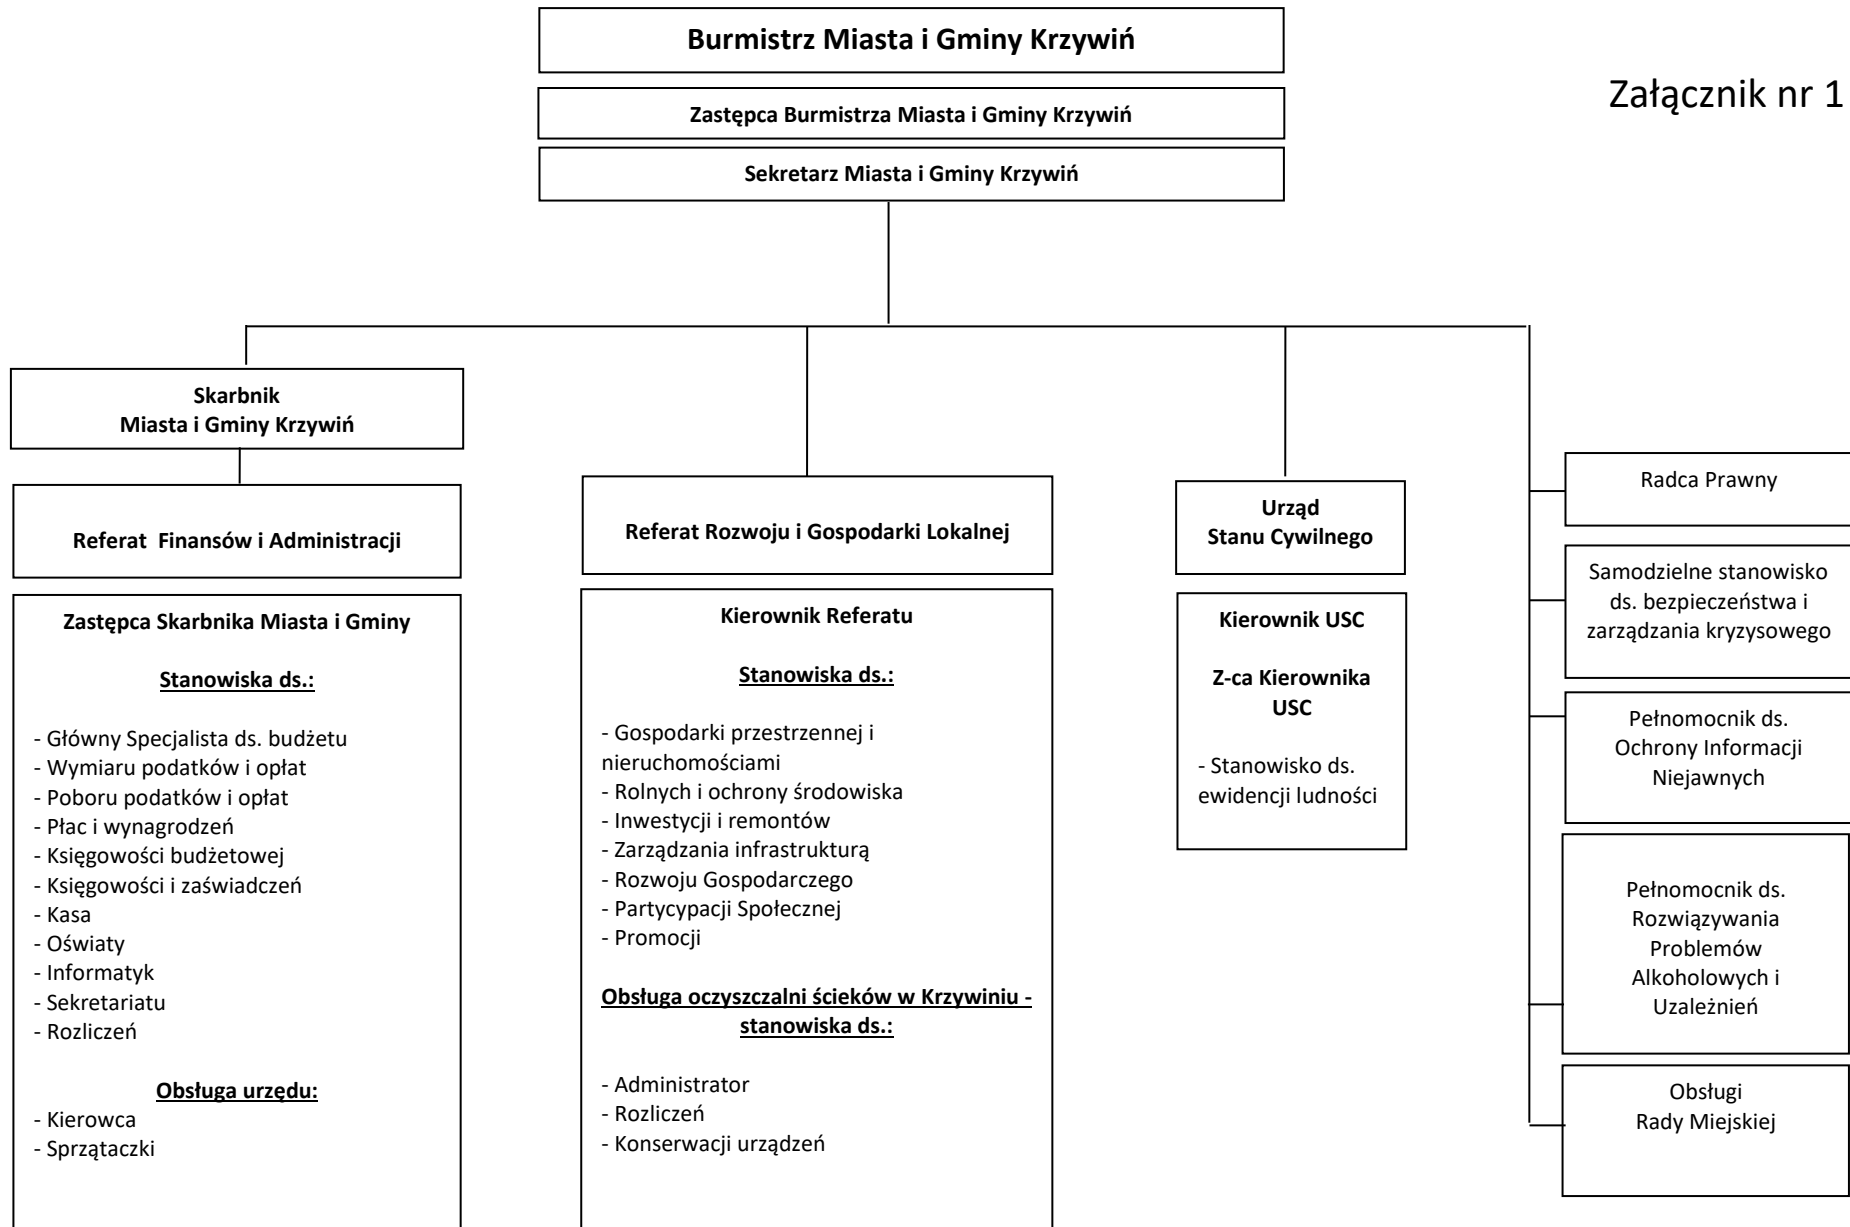 Burmistrz Miasta i Gminy Krzywiń
Załącznik nr 1
Zastępca Burmistrza Miasta i Gminy Krzywiń
Sekretarz Miasta i Gminy Krzywiń
Skarbnik
Miasta i Gminy Krzywiń
Referat Finansów i Administracji
Zastępca Skarbnika Miasta i Gminy
Stanowiska ds.:
- Główny Specjalista ds. budżetu
- Wymiaru podatków i opłat
- Poboru podatków i opłat
- Płac i wynagrodzeń
- Księgowości budżetowej
- Księgowości i zaświadczeń
- Kasa
- Oświaty
- Informatyk
- Sekretariatu
- Rozliczeń
Obsługa urzędu:
- Kierowca
- Sprzątaczki
Referat Rozwoju i Gospodarki Lokalnej
Kierownik Referatu
Stanowiska ds.:
- Gospodarki przestrzennej i
nieruchomościami
- Rolnych i ochrony środowiska
- Inwestycji i remontów
- Zarządzania infrastrukturą
- Rozwoju Gospodarczego
- Partycypacji Społecznej
- Promocji
Obsługa oczyszczalni ścieków w Krzywiniu -
stanowiska ds.:
- Administrator
- Rozliczeń
- Konserwacji urządzeń
Urząd
Stanu Cywilnego
Kierownik USC
Z-ca Kierownika
USC
- Stanowisko ds.
ewidencji ludności
Radca Prawny
Samodzielne stanowisko
ds. bezpieczeństwa i
zarządzania kryzysowego
Pełnomocnik ds.
Ochrony Informacji
Niejawnych
Pełnomocnik ds.
Rozwiązywania
Problemów
Alkoholowych i
Uzależnień
Obsługi
Rady Miejskiej